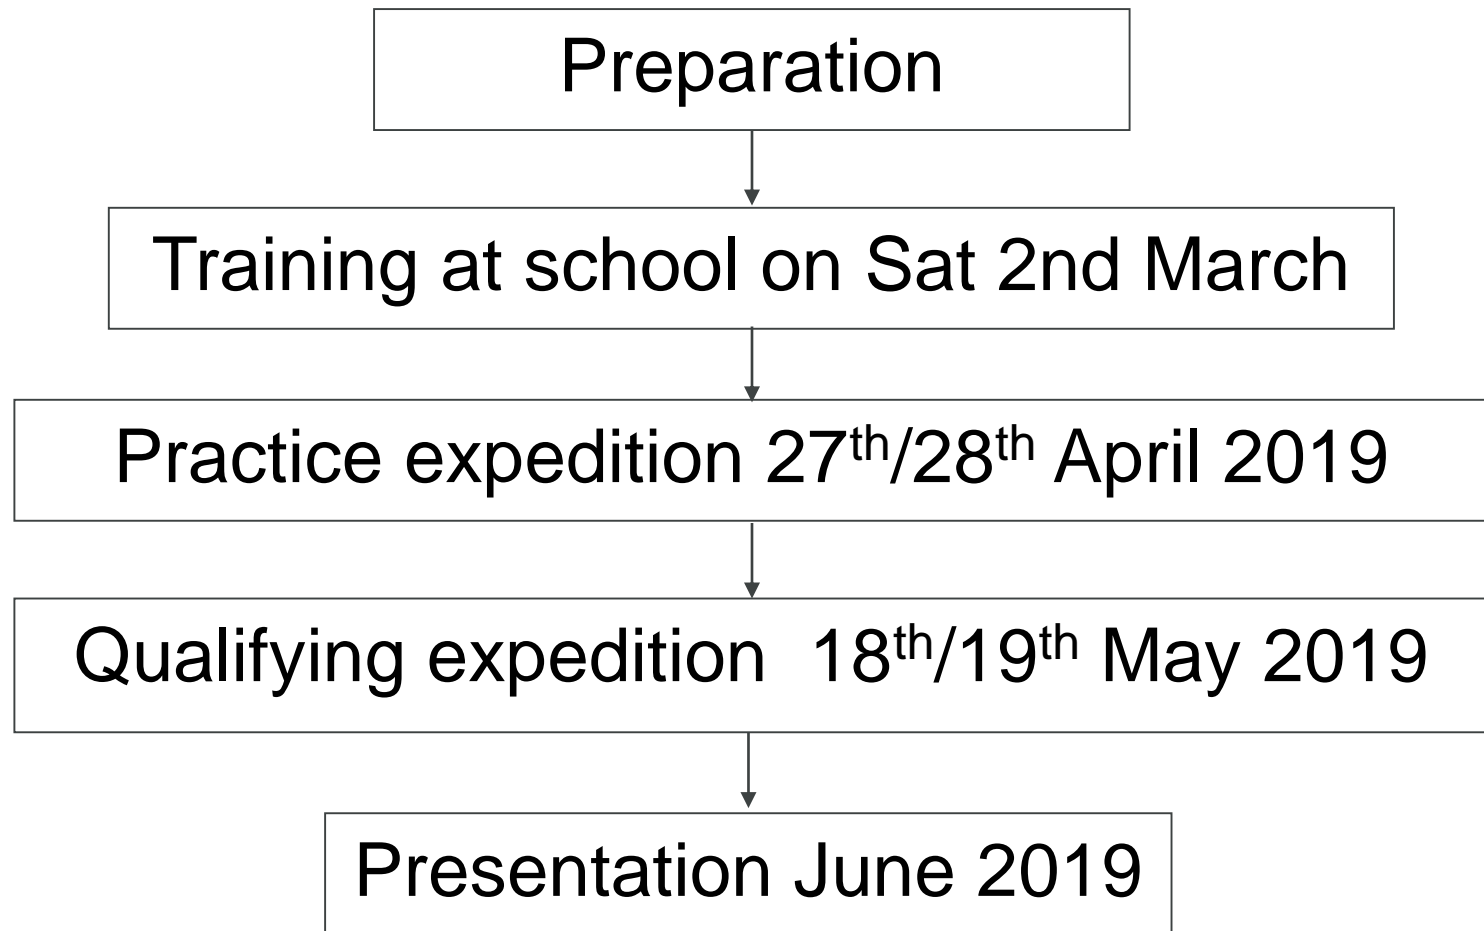 Preparation
Training at school on Sat 2nd March
Practice expedition 27th/28th April 2019
Qualifying expedition  18th/19th May 2019
Presentation June 2019